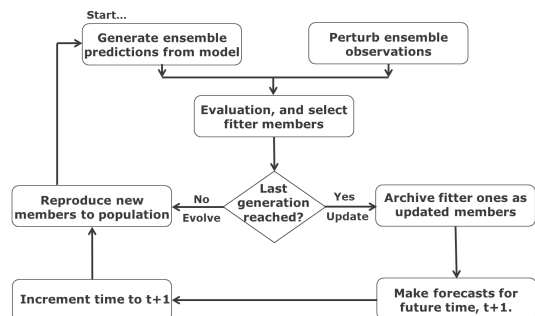 Start...
Generate ensemble
predictions from model
Perturb ensemble
observations
Evaluation, and select
fitter members
Last
generation
reached?
No
Evolve
Yes
Update
Reproduce new
members to population
Archive fitter ones as
updated members
Increment time to t+1
Make forecasts for
future time, t+1.